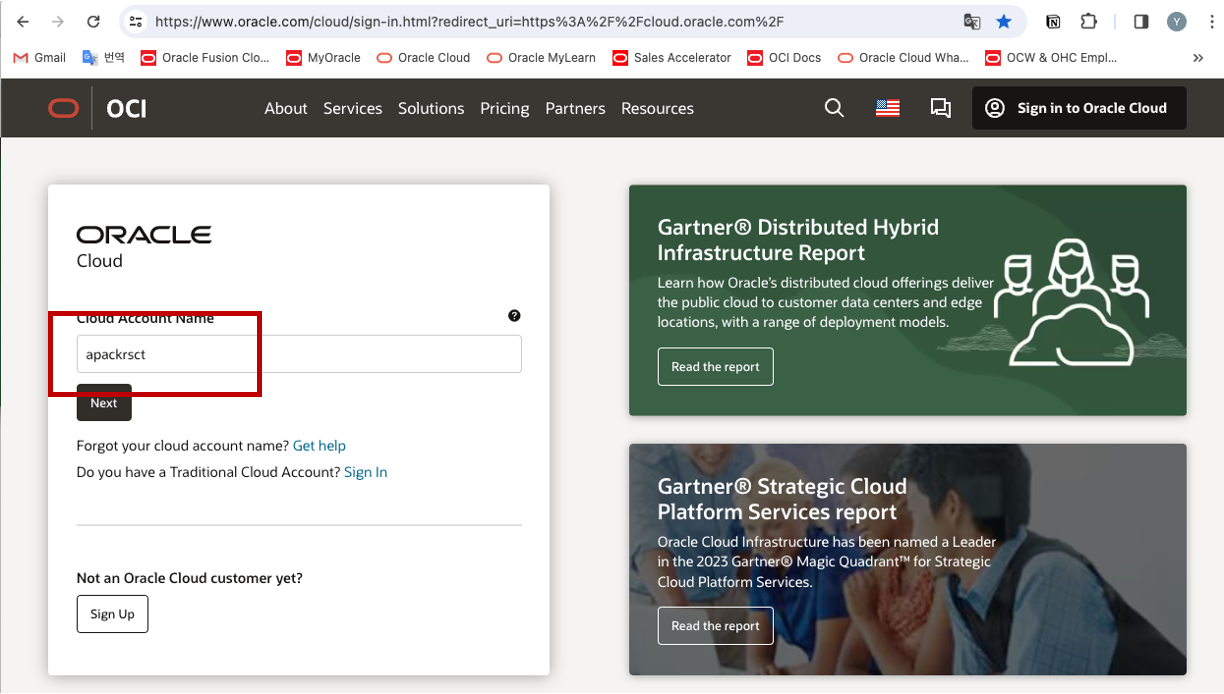 https://www.oracle.com/cloud/sign-in.html?redirect_uri=https%3A%2F%2Fcloud.oracle.com%2F
Y
Gmail
번역
Oracle Fusion Clo...
MyOracle
Oracle Cloud
Oracle MyLearn
Sales Accelerator
OCI Docs
Oracle Cloud Wha...
OCW & OHC Empl...
OCI
About
Services
Solutions
Pricing
Partners
Resources
Sign in to Oracle Cloud
ORACLE
Cloud
Cloud Account Name
apackrsct
Next
Forgot your cloud account name? Get help
Do you have a Traditional Cloud Account? Sign In
Not an Oracle Cloud customer yet?
Sign Up
Gartner® Distributed Hybrid
Infrastructure Report
Learn how Oracle's distributed cloud offerings deliver
the public cloud to customer data centers and edge
locations, with a range of deployment models.
Read the report
Gartner® Strategic Cloud
Platform Services report
Oracle Cloud Infrastructure has been named a Leader
in the 2023 Gartner® Magic Quadrant™ for Strategic
Cloud Platform Services.
Read the report